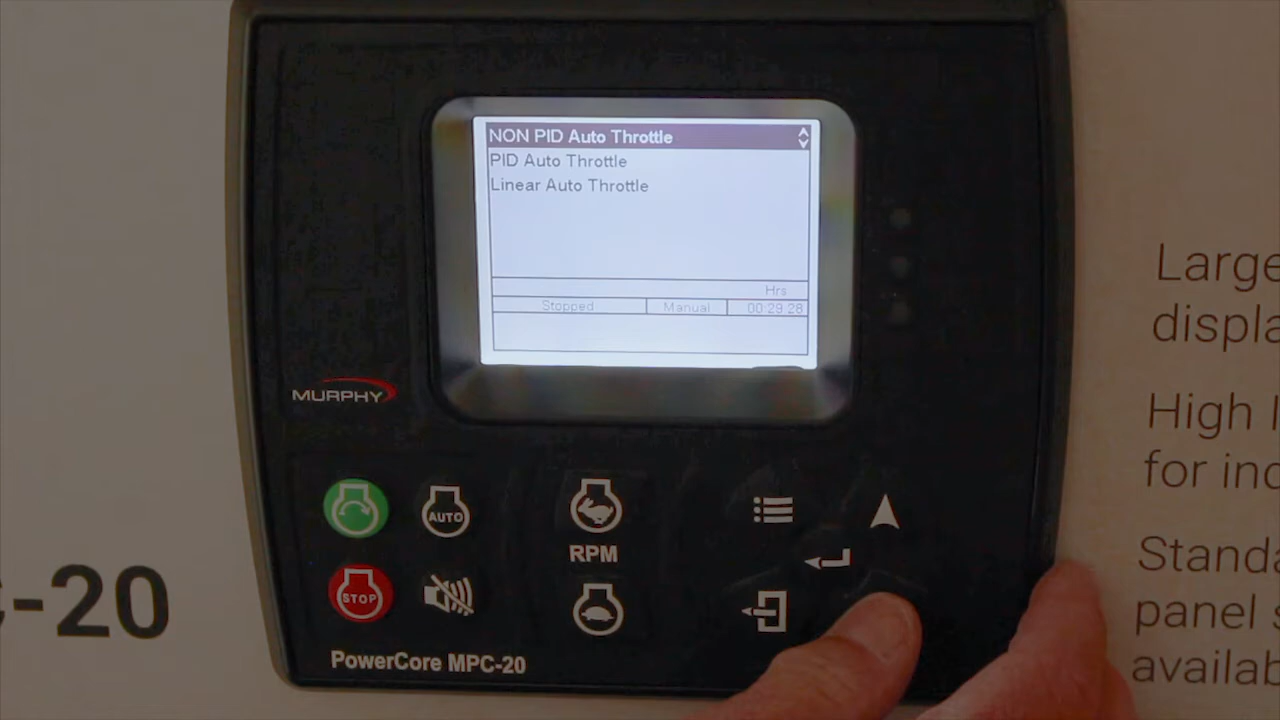 NON PID Auto Throttle
PID Auto Throttle
Linear Auto Throttle
Hrs
Stopped
Manual
00:29.28
MURPHY
AUTO
STOP
RPM
PowerCore MPC-20
-20
Large
displa
High
for ind
Standa
panel s
availab